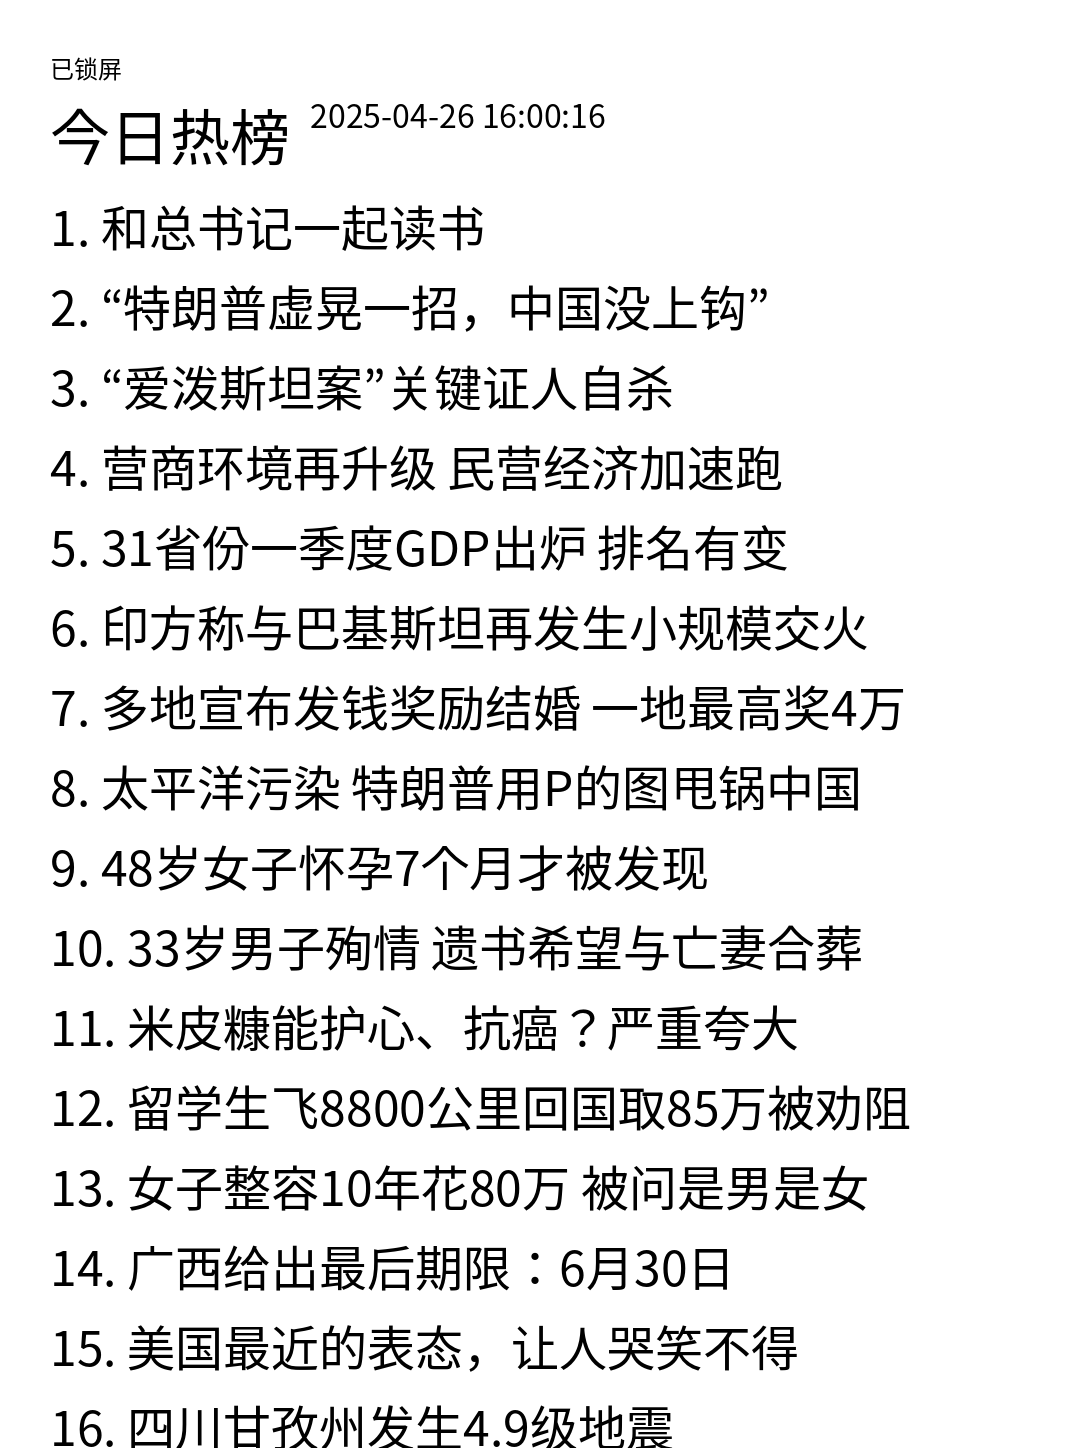 已锁屏
今日热榜 2025-04-26 16:00:16
1. 和总书记一起读书
2. “特朗普虚晃一招，中国没上钩”
3. “爱泼斯坦案”关键证人自杀
4. 营商环境再升级 民营经济加速跑
5. 31省份一季度GDP出炉 排名有变
6. 印方称与巴基斯坦再发生小规模交火
7. 多地宣布发钱奖励结婚 一地最高奖4万
8. 太平洋污染 特朗普用P的图甩锅中国
9. 48岁女子怀孕7个月才被发现
10. 33岁男子殉情 遗书希望与亡妻合葬
11. 米皮糠能护心、抗癌？严重夸大
12. 留学生飞8800公里回国取85万被劝阻
13. 女子整容10年花80万 被问是男是女
14. 广西给出最后期限：6月30日
15. 美国最近的表态，让人哭笑不得
16. 四川甘孜州发生4.9级地震